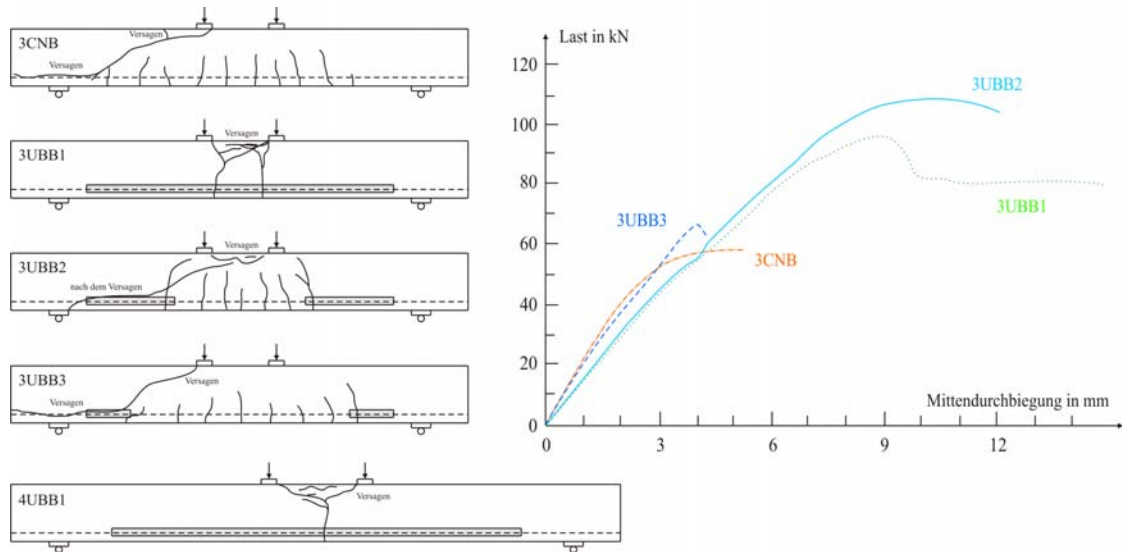 3CNB
Versagen
Versagen
3UBB1
Versagen
3UBB2
Versagen
nach dem Versagen
3UBB3
Versagen
Versagen
4UBB1
Versagen
Last in kN
120
100
80
60
40
20
0
0
3
6
9
12
Mittendurchbiegung in mm
3UBB2
3UBB1
3UBB3
3CNB